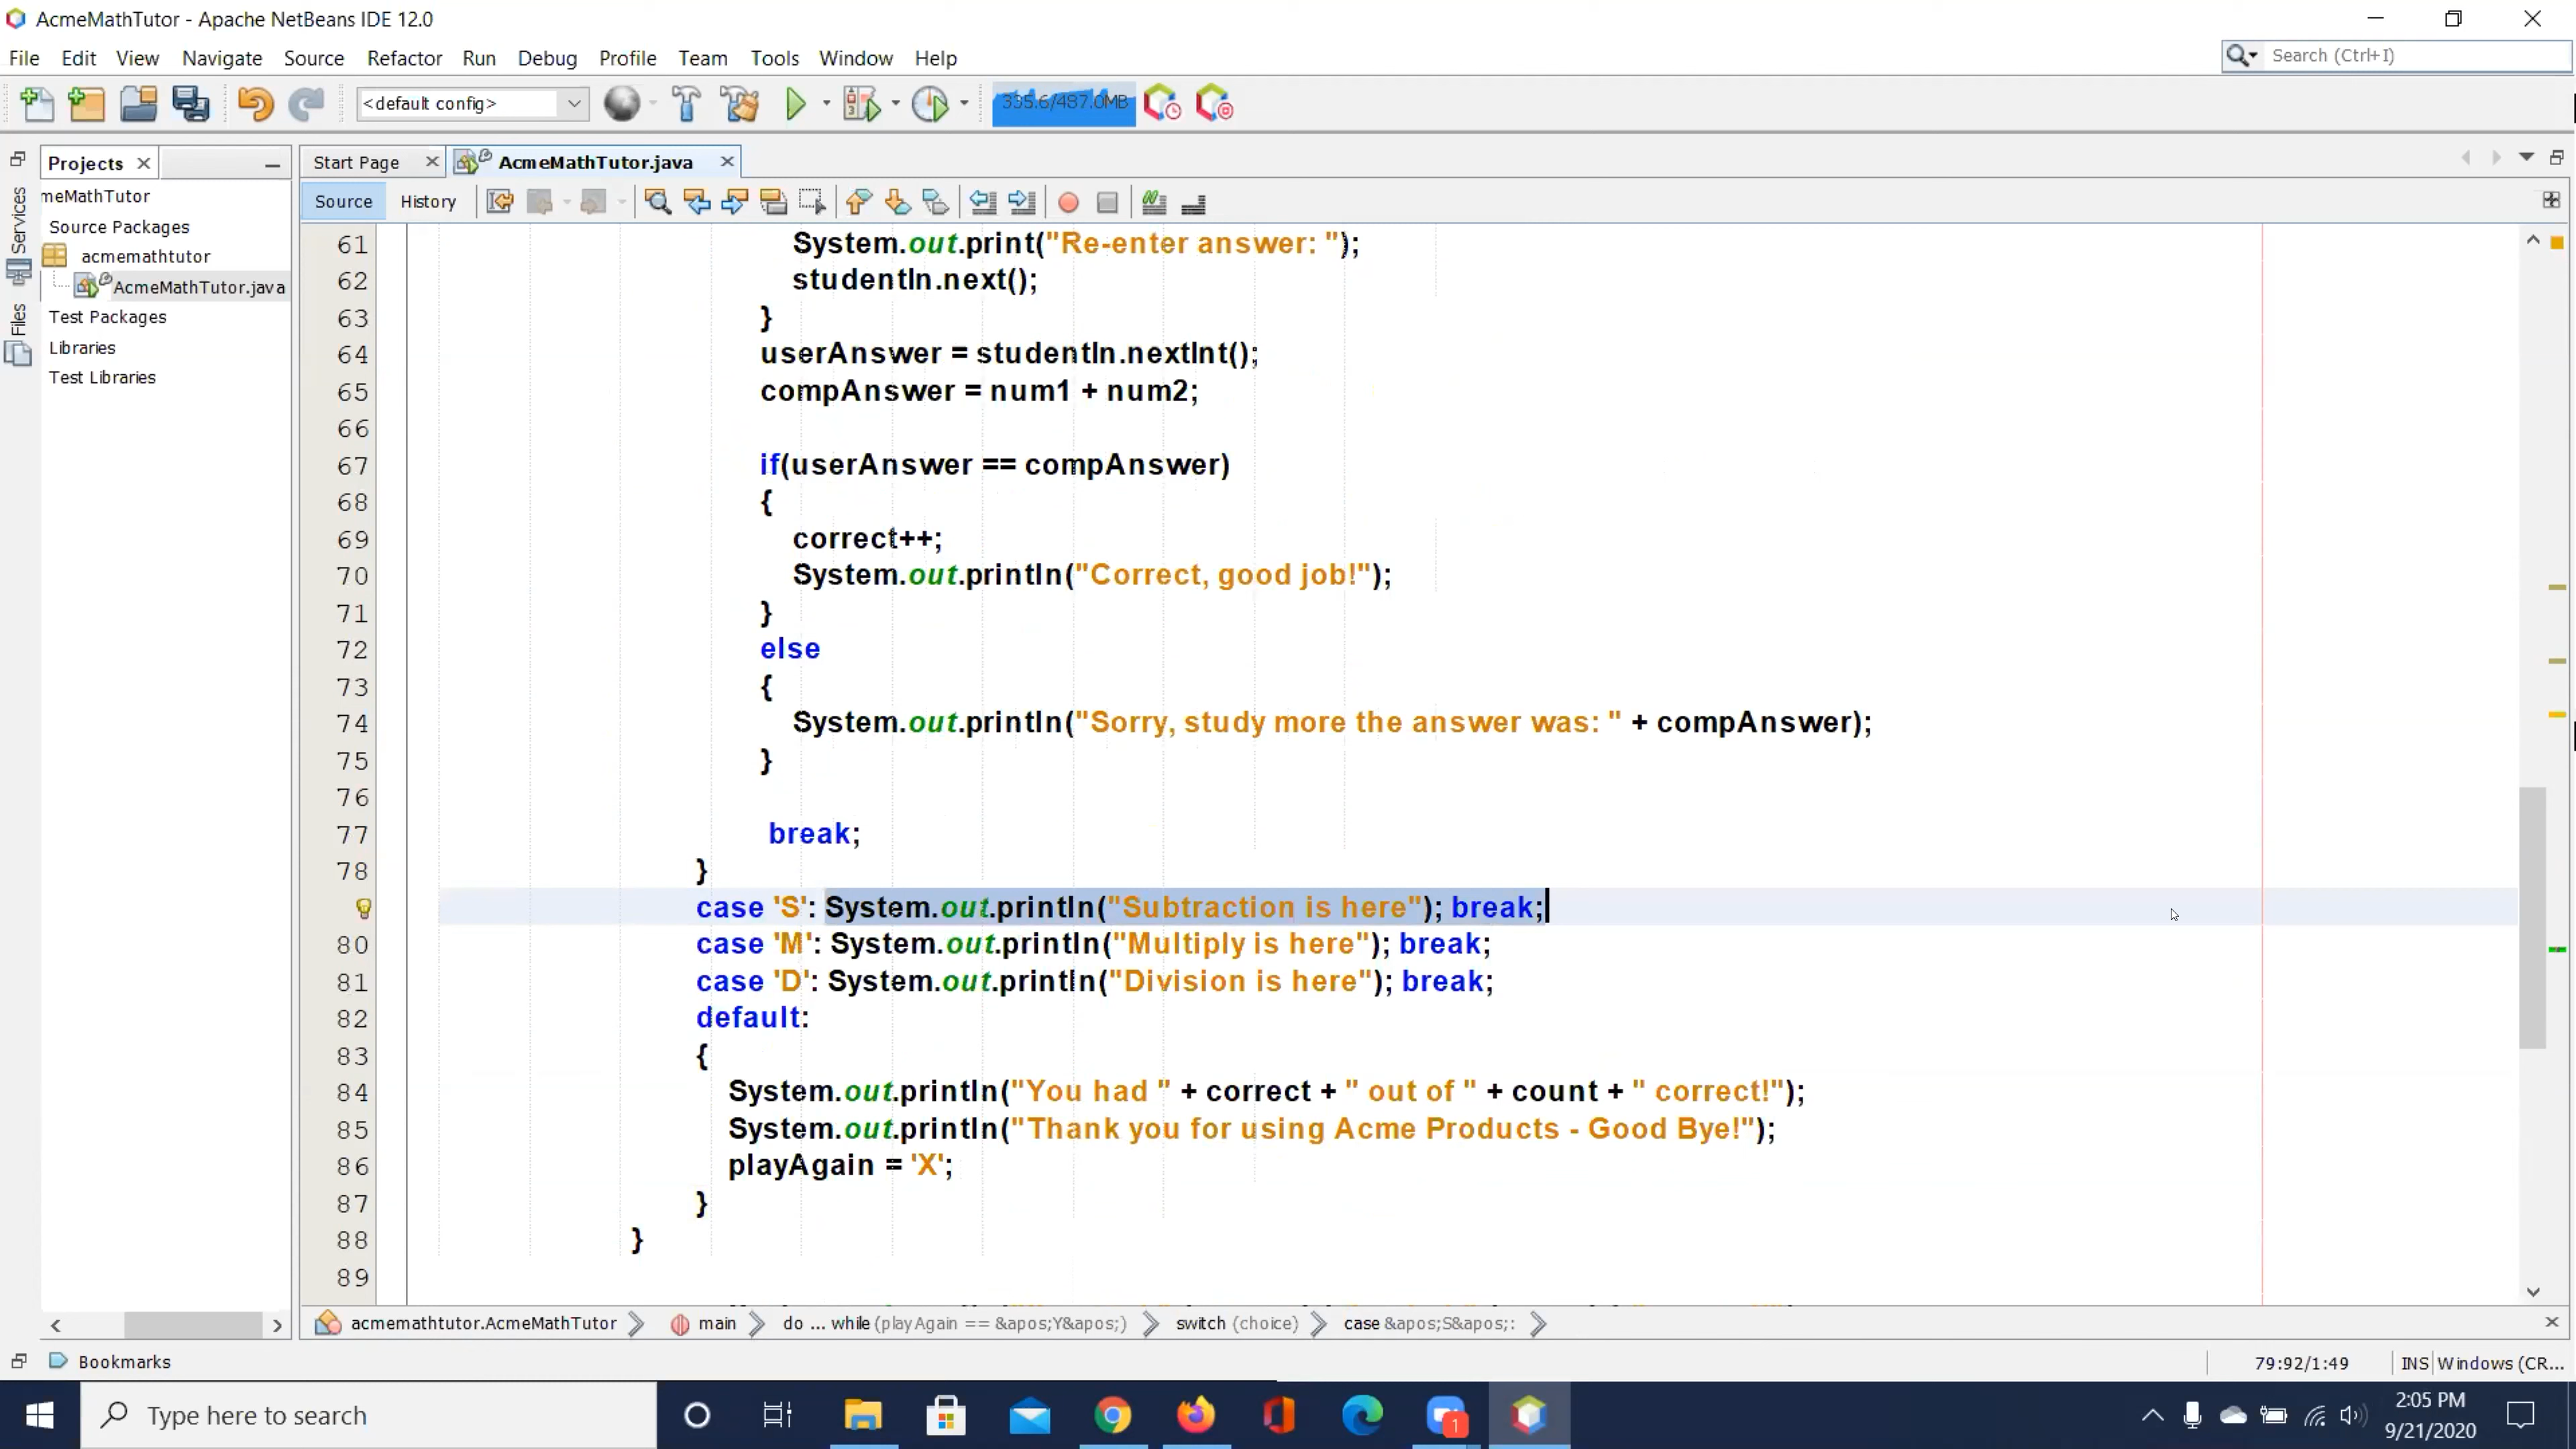 AcmeMathTutor - Apache NetBeans IDE 12.0
File Edit View Navigate Source Refactor Run Debug Profile Team Tools Window Help
Search (Ctrl+I)
<default config>
335.6/487.0MB
Projects
Start Page
AcmeMathTutor.java
Services
Files
meMathTutor
Source Packages
acmemathtutor
AcmeMathTutor.java
Test Packages
Libraries
Test Libraries
Source History
61 System.out.print("Re-enter answer: ");
62 studentIn.next();
63 }
64 userAnswer = studentIn.nextInt();
65 compAnswer = num1 + num2;
66
67 if(userAnswer == compAnswer)
68 {
69 correct++;
70 System.out.println("Correct, good job!");
71 }
72 else
73 {
74 System.out.println("Sorry, study more the answer was: " + compAnswer);
75 }
76
77 break;
78 }
case 'S': System.out.println("Subtraction is here"); break;
80 case 'M': System.out.println("Multiply is here"); break;
81 case 'D': System.out.println("Division is here"); break;
82 default:
83 {
84 System.out.println("You had " + correct + " out of " + count + " correct!");
85 System.out.println("Thank you for using Acme Products - Good Bye!");
86 playAgain = 'X';
87 }
88 }
89
acmemathtutor.AcmeMathTutor main do ... while (playAgain == &apos;Y&apos;) switch (choice) case &apos;S&apos;:
Bookmarks
79:92/1:49 INS Windows (CR...
Type here to search
1
2:05 PM
9/21/2020